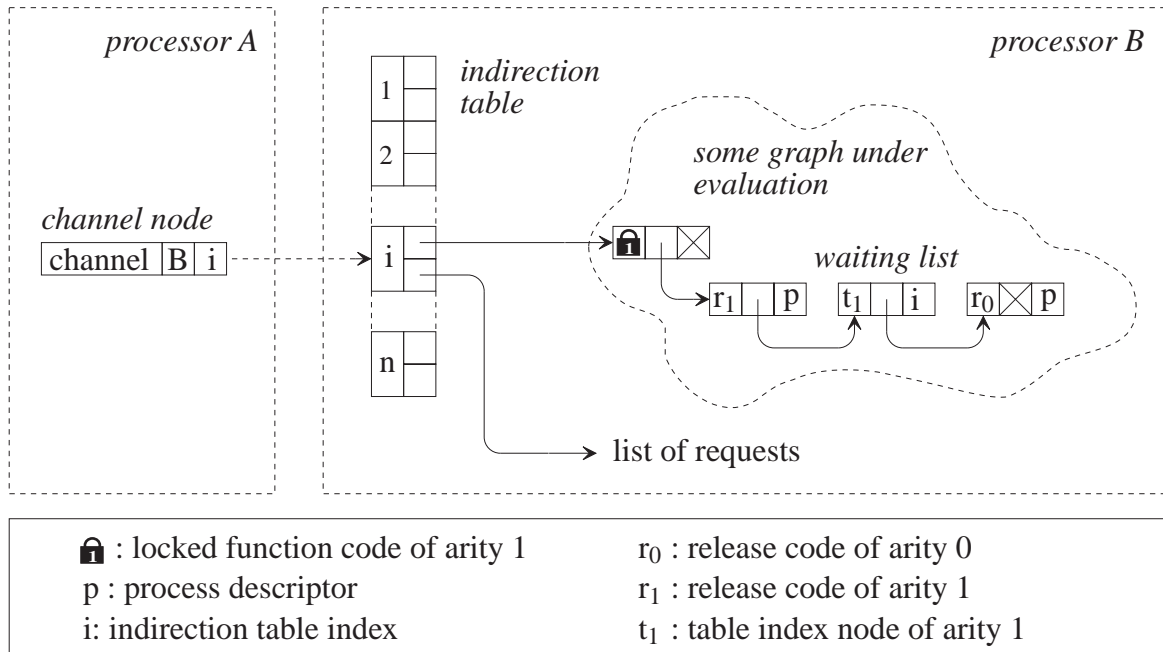 processor A
processor B
indirection
table
1
2
i
n
channel node
channel B i
some graph under
evaluation
1
waiting list
r₁ p
t₁ i
r₀ p
list of requests
1 : locked function code of arity 1
p : process descriptor
i: indirection table index
r₀ : release code of arity 0
r₁ : release code of arity 1
t₁ : table index node of arity 1